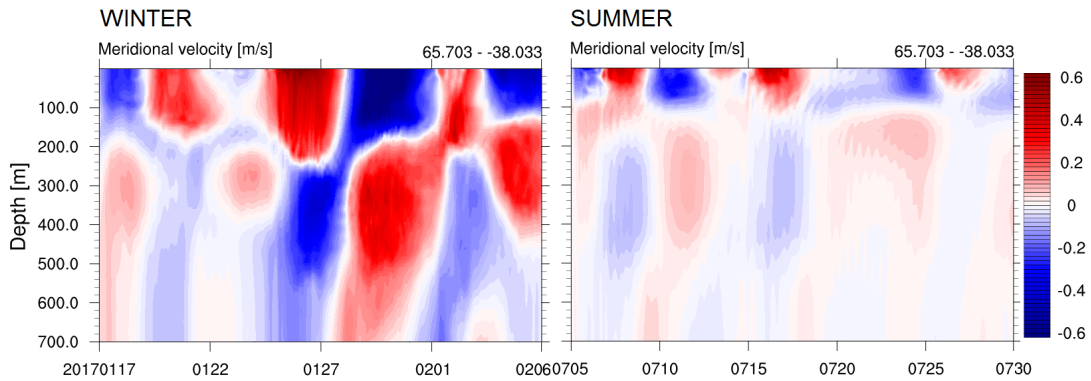 WINTER
Meridional velocity [m/s] 65.703 - -38.033
Depth [m]
100.0
200.0
300.0
400.0
500.0
600.0
700.0
20170117 0122 0127 0201 0206
SUMMER
Meridional velocity [m/s] 65.703 - -38.033
0705 0710 0715 0720 0725 0730
0.6
0.4
0.2
0
-0.2
-0.4
-0.6